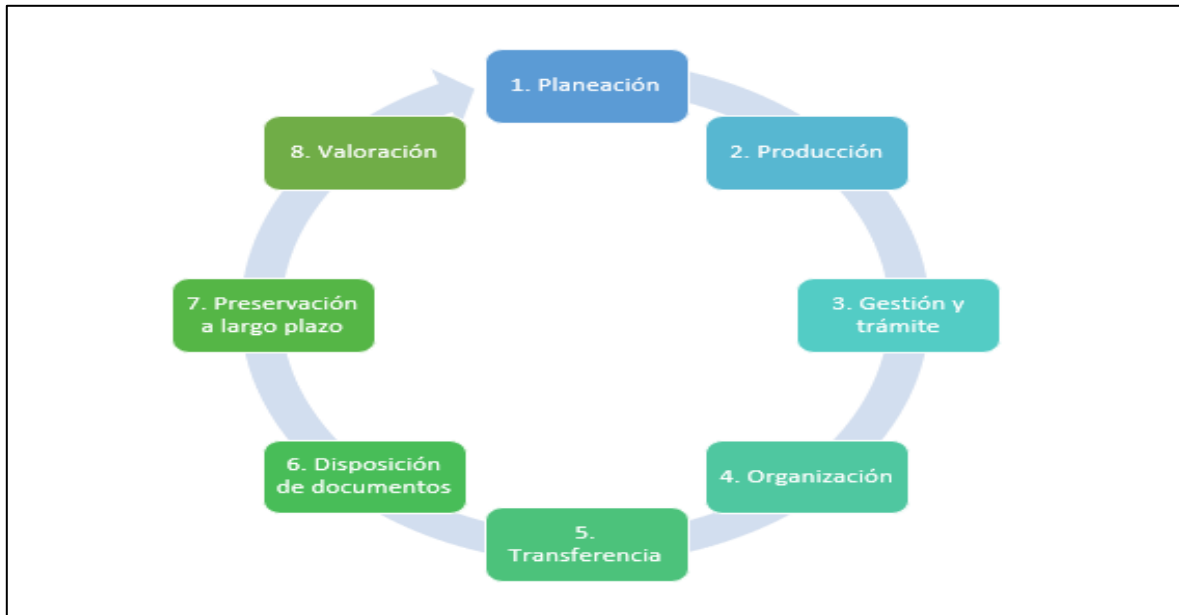 1. Planeación
2. Producción
3. Gestión y
trámite
4. Organización
5.
Transferencia
6. Disposición
de documentos
7. Preservación
a largo plazo
8. Valoración